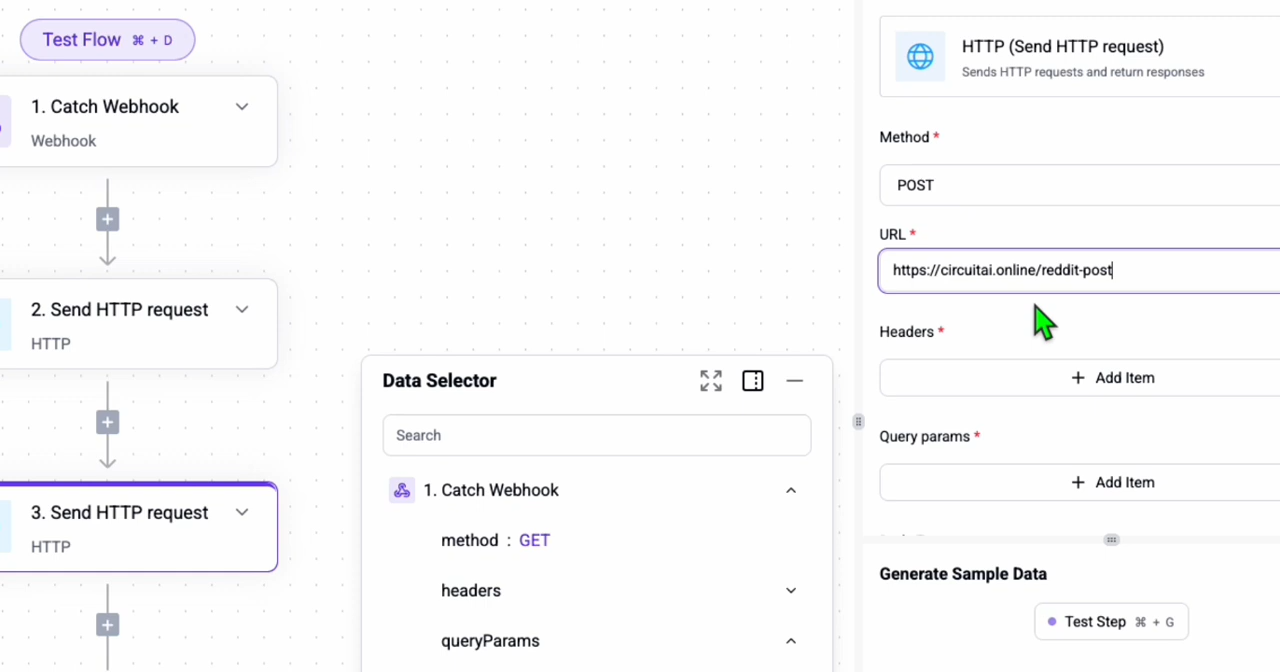 Test Flow ⌘ + D
1. Catch Webhook
Webhook
2. Send HTTP request
HTTP
3. Send HTTP request
HTTP
Data Selector
Search
1. Catch Webhook
method : GET
headers
queryParams
HTTP (Send HTTP request)
Sends HTTP requests and return responses
Method *
POST
URL *
https://circuitai.online/reddit-post
Headers *
+ Add Item
Query params *
+ Add Item
Generate Sample Data
Test Step ⌘ + G